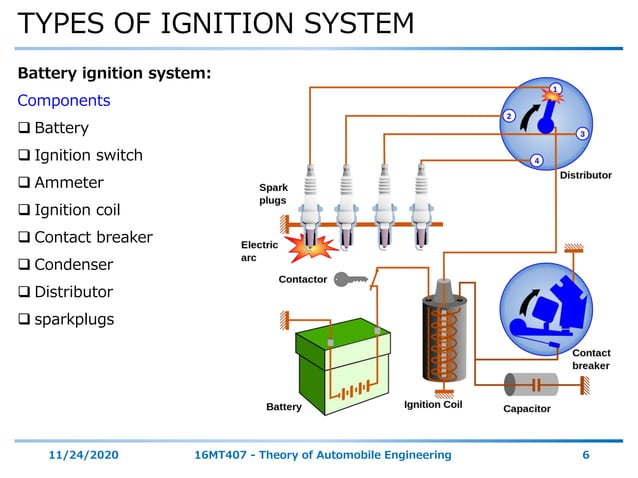 TYPES OF IGNITION SYSTEM
Battery ignition system:
Components
Battery
Ignition switch
Ammeter
Ignition coil
Contact breaker
Condenser
Distributor
sparkplugs
1
2
3
4
Distributor
Spark
plugs
Electric
arc
Contactor
Contact
breaker
Battery
Ignition Coil
Capacitor
11/24/2020
16MT407 - Theory of Automobile Engineering
6